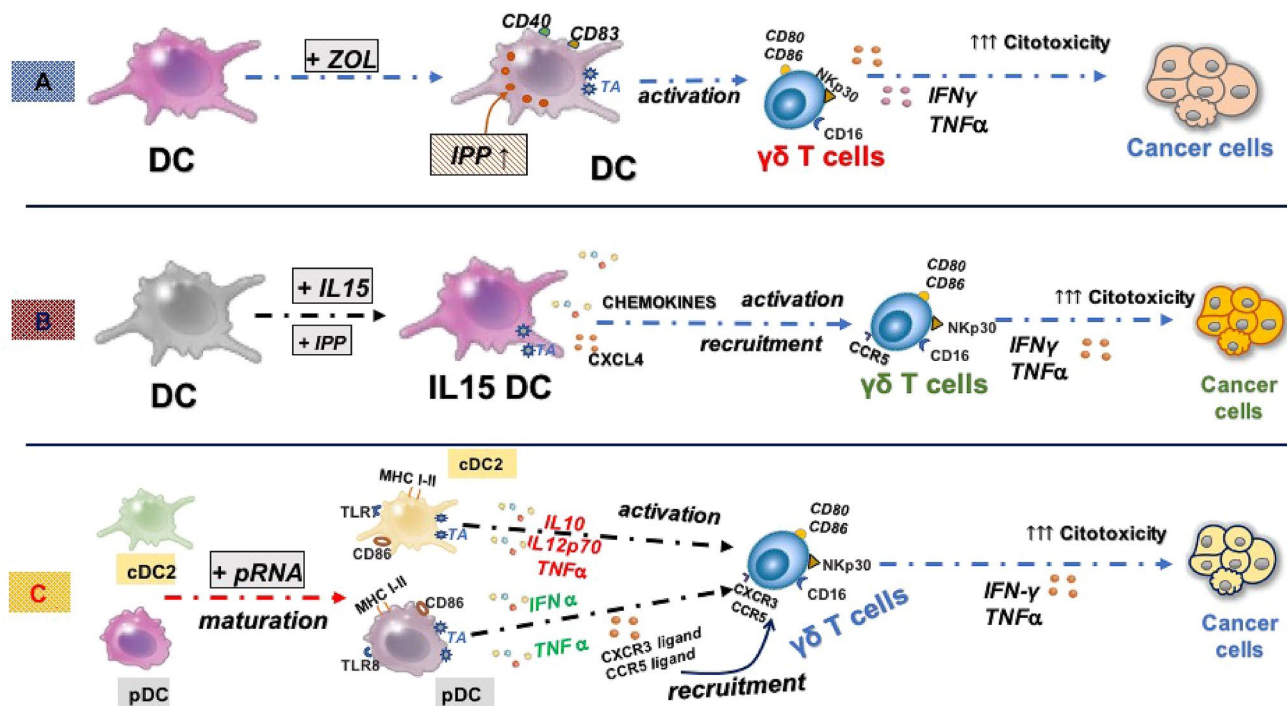 A
DC
+ ZOL
CD40
CD83
TA
IPP ↑
DC
activation
CD80
CD86
NKp30
CD16
γδ T cells
IFNγ
TNFα
↑↑↑ Citotoxicity
Cancer cells
B
DC
+ IL15
+ IPP
TA
IL15 DC
CHEMOKINES
CXCL4
activation
recruitment
CD80
CD86
NKp30
CD16
CCR5
γδ T cells
↑↑↑ Citotoxicity
IFNγ
TNFα
Cancer
cells
C
cDC2
pDC
+ pRNA
maturation
cDC2
MHC I-II
TLR7
CD86
TA
IL10
IL12p70
TNFα
activation
MHC I-II
CD86
TA
TLR8
pDC
IFNα
TNFα
CXCR3 ligand
CCR5 ligand
recruitment
CD80
CD86
NKp30
CD16
CXCR3
CCR5
γδ T cells
↑↑↑ Citotoxicity
IFN-γ
TNFα
Cancer
cells